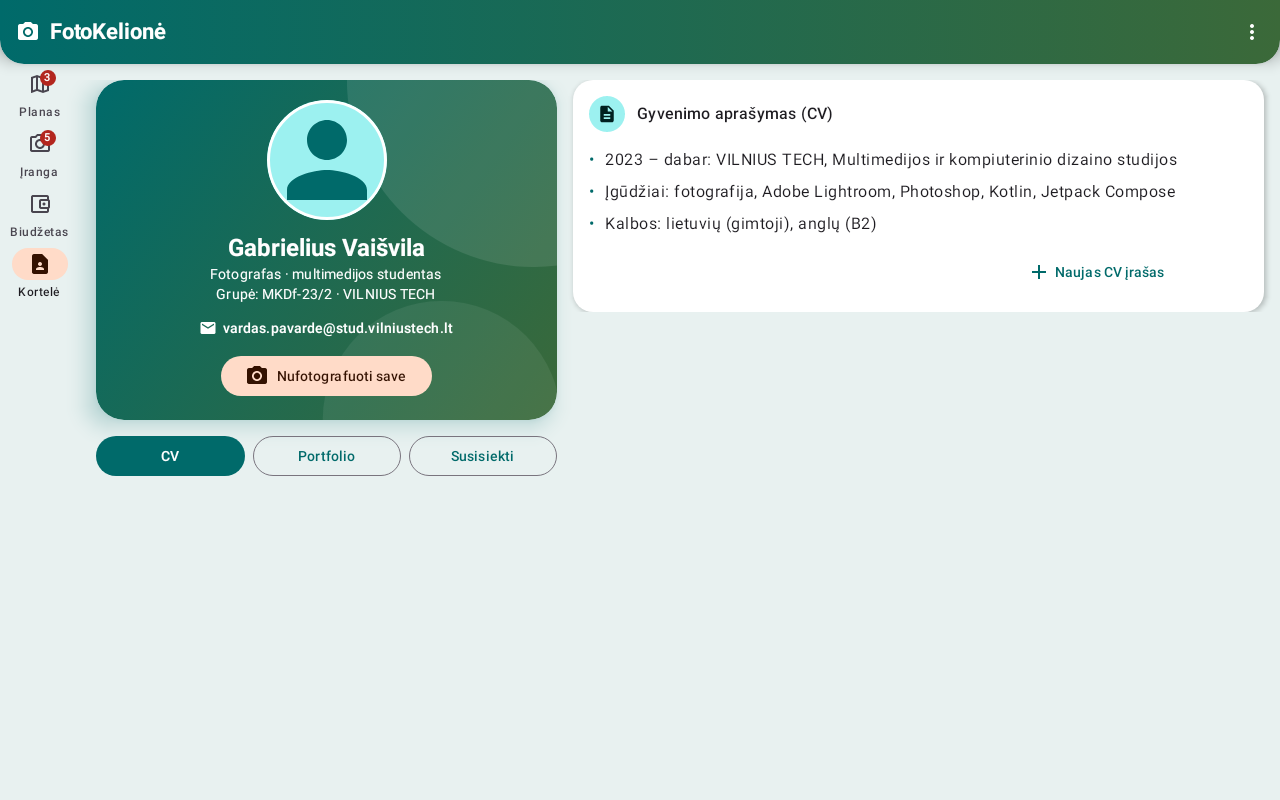 FotoKelionė
3
Planas
5
Įranga
Biudžetas
Kortelė
Gabrielius Vaišvila
Fotografas · multimedijos studentas
Grupė: MKDf-23/2 · VILNIUS TECH
vardas.pavarde@stud.vilniustech.lt
Nufotografuoti save
CV
Portfolio
Susisiekti
Gyvenimo aprašymas (CV)
• 2023 – dabar: VILNIUS TECH, Multimedijos ir kompiuterinio dizaino studijos
• Įgūdžiai: fotografija, Adobe Lightroom, Photoshop, Kotlin, Jetpack Compose
• Kalbos: lietuvių (gimtoji), anglų (B2)
Naujas CV įrašas